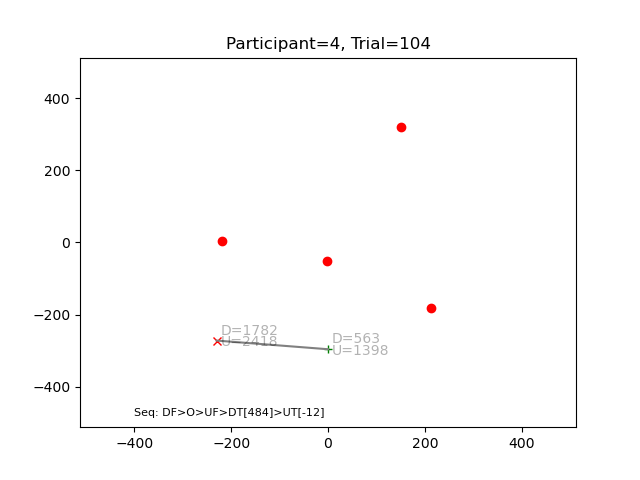 Participant=4, Trial=104
400
200
0
−200
−400
D=1782
U=2418
D=563
U=1398
Seq: DF>O>UF>DT[484]>UT[-12]
−400
−200
0
200
400